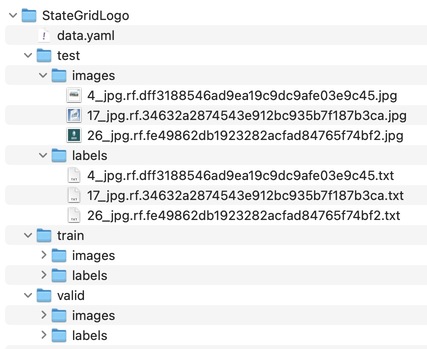 StateGridLogo
data.yaml
test
images
4_jpg.rf.dff3188546ad9ea19c9dc9afe03e9c45.jpg
17_jpg.rf.34632a2874543e912bc935b7f187b3ca.jpg
26_jpg.rf.fe49862db1923282acfad84765f74bf2.jpg
labels
4_jpg.rf.dff3188546ad9ea19c9dc9afe03e9c45.txt
17_jpg.rf.34632a2874543e912bc935b7f187b3ca.txt
26_jpg.rf.fe49862db1923282acfad84765f74bf2.txt
train
images
labels
valid
images
labels